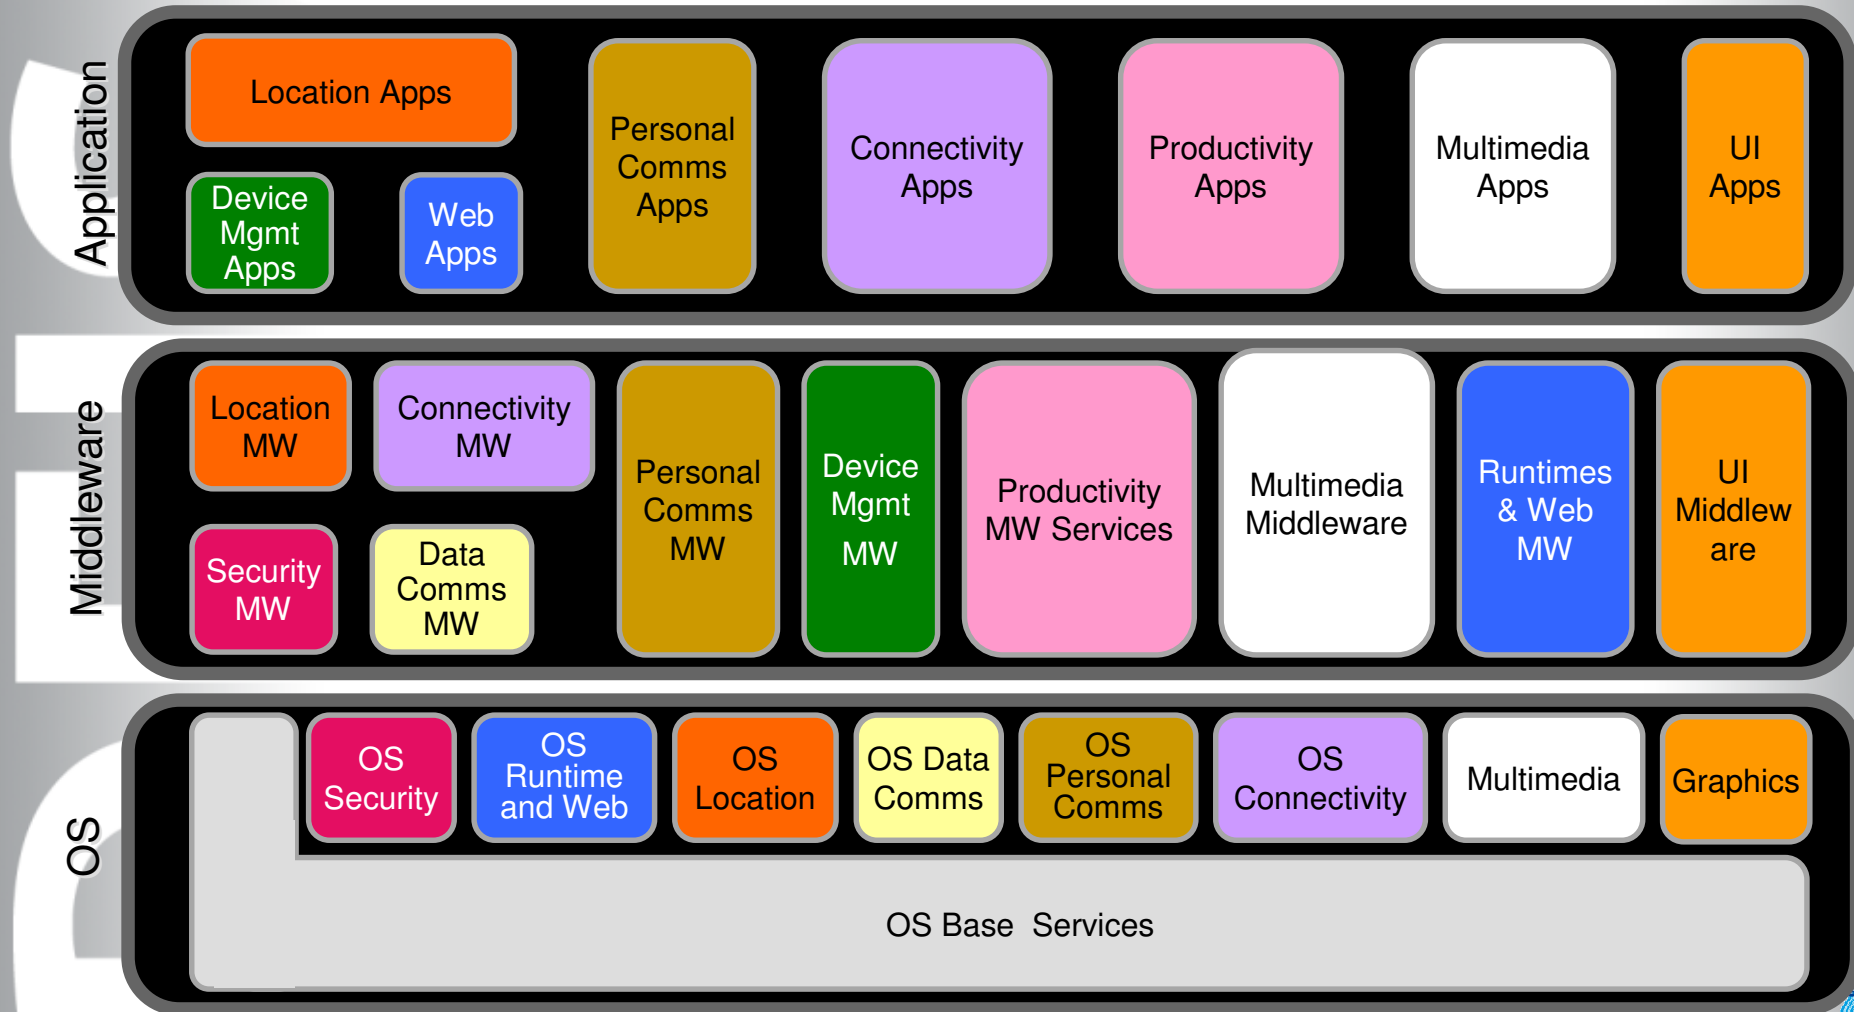 Application
Location Apps
Device
Mgmt
Apps
Web
Apps
Personal
Comms
Apps
Connectivity
Apps
Productivity
Apps
Multimedia
Apps
UI
Apps
Middleware
Location
MW
Connectivity
MW
Security
MW
Data
Comms
MW
Personal
Comms
MW
Device
Mgmt
MW
Productivity
MW Services
Multimedia
Middleware
Runtimes
& Web
MW
UI
Middlew
are
OS
OS
Security
OS
Runtime
and Web
OS
Location
OS Data
Comms
OS
Personal
Comms
OS
Connectivity
Multimedia
Graphics
OS Base  Services